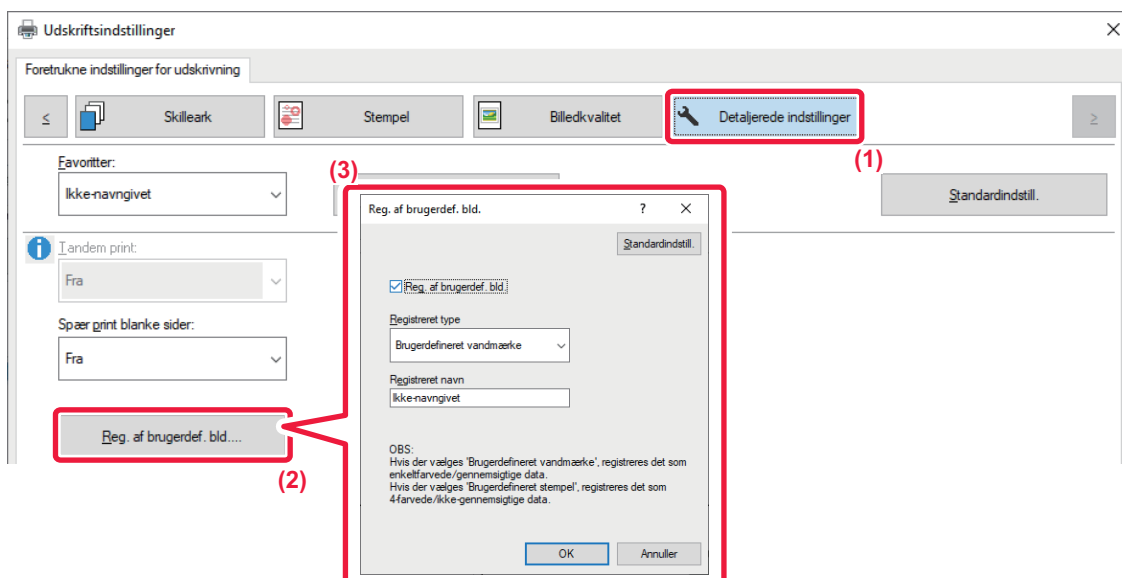 Udskriftsindstillinger
Foretrukne indstillinger for udskrivning
< Skilleark Stempel Billedkvalitet Detaljerede indstillinger >
(1)
Favoritter:
(3)
Ikke-navngivet
Standardindstill.
Reg. af brugerdef. bld. ?
Standardindstill.
Tandem print:
Fra
Reg. af brugerdef. bld.
Spær print blanke sider:
Fra
Registreret type
Brugerdefineret vandmærke
Registreret navn
Ikke-navngivet
Reg. af brugerdef. bld....
(2)
OBS:
Hvis der vælges 'Brugerdefineret vandmærke', registreres det som
enkeltfarvede/gennemsigtige data.
Hvis der vælges 'Brugerdefineret stempel', registreres det som
4-farvede/ikke-gennemsigtige data.
OK Annuller